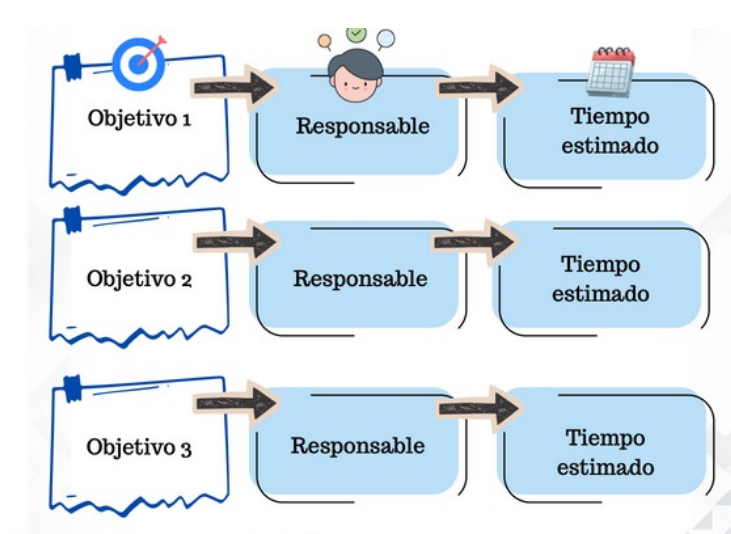 Objetivo 1
Responsable
Tiempo
estimado
Objetivo 2
Responsable
Tiempo
estimado
Objetivo 3
Responsable
Tiempo
estimado